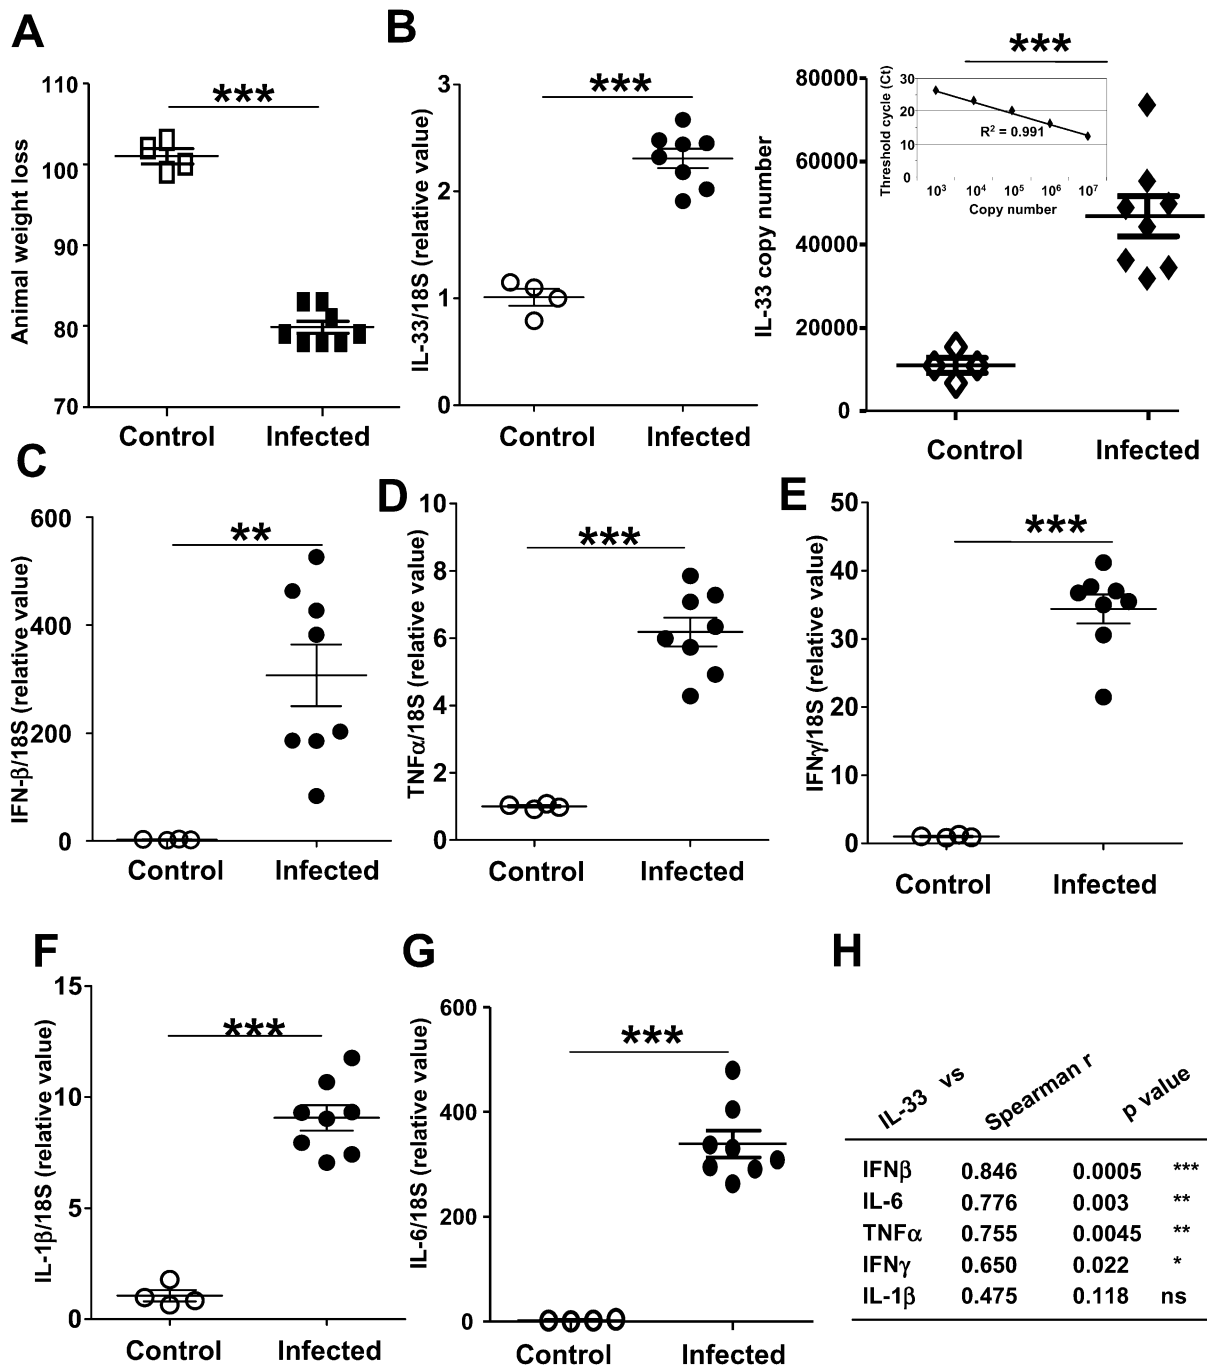 A
110
100
90
80
70
Animal weight loss
***
Control
Infected
B
3
2
1
0
IL-33/18S (relative value)
***
Control
Infected
80000
60000
40000
20000
0
IL-33 copy number
***
Threshold cycle (Ct)
30
20
10
0
R² = 0.991
10³ 10⁴ 10⁵ 10⁶ 10⁷
Copy number
Control
Infected
C
600
400
200
0
IFN-β/18S (relative value)
**
Control
Infected
D
10
8
6
4
2
0
TNFα/18S (relative value)
***
Control
Infected
E
50
40
30
20
10
0
IFNγ/18S (relative value)
***
Control
Infected
F
15
10
5
0
IL-1β/18S (relative value)
***
Control
Infected
G
600
400
200
0
IL-6/18S (relative value)
***
Control
Infected
H
IL-33 vs Spearman r p value
IFNβ 0.846 0.0005 ***
IL-6 0.776 0.003 **
TNFα 0.755 0.0045 **
IFNγ 0.650 0.022 *
IL-1β 0.475 0.118 ns